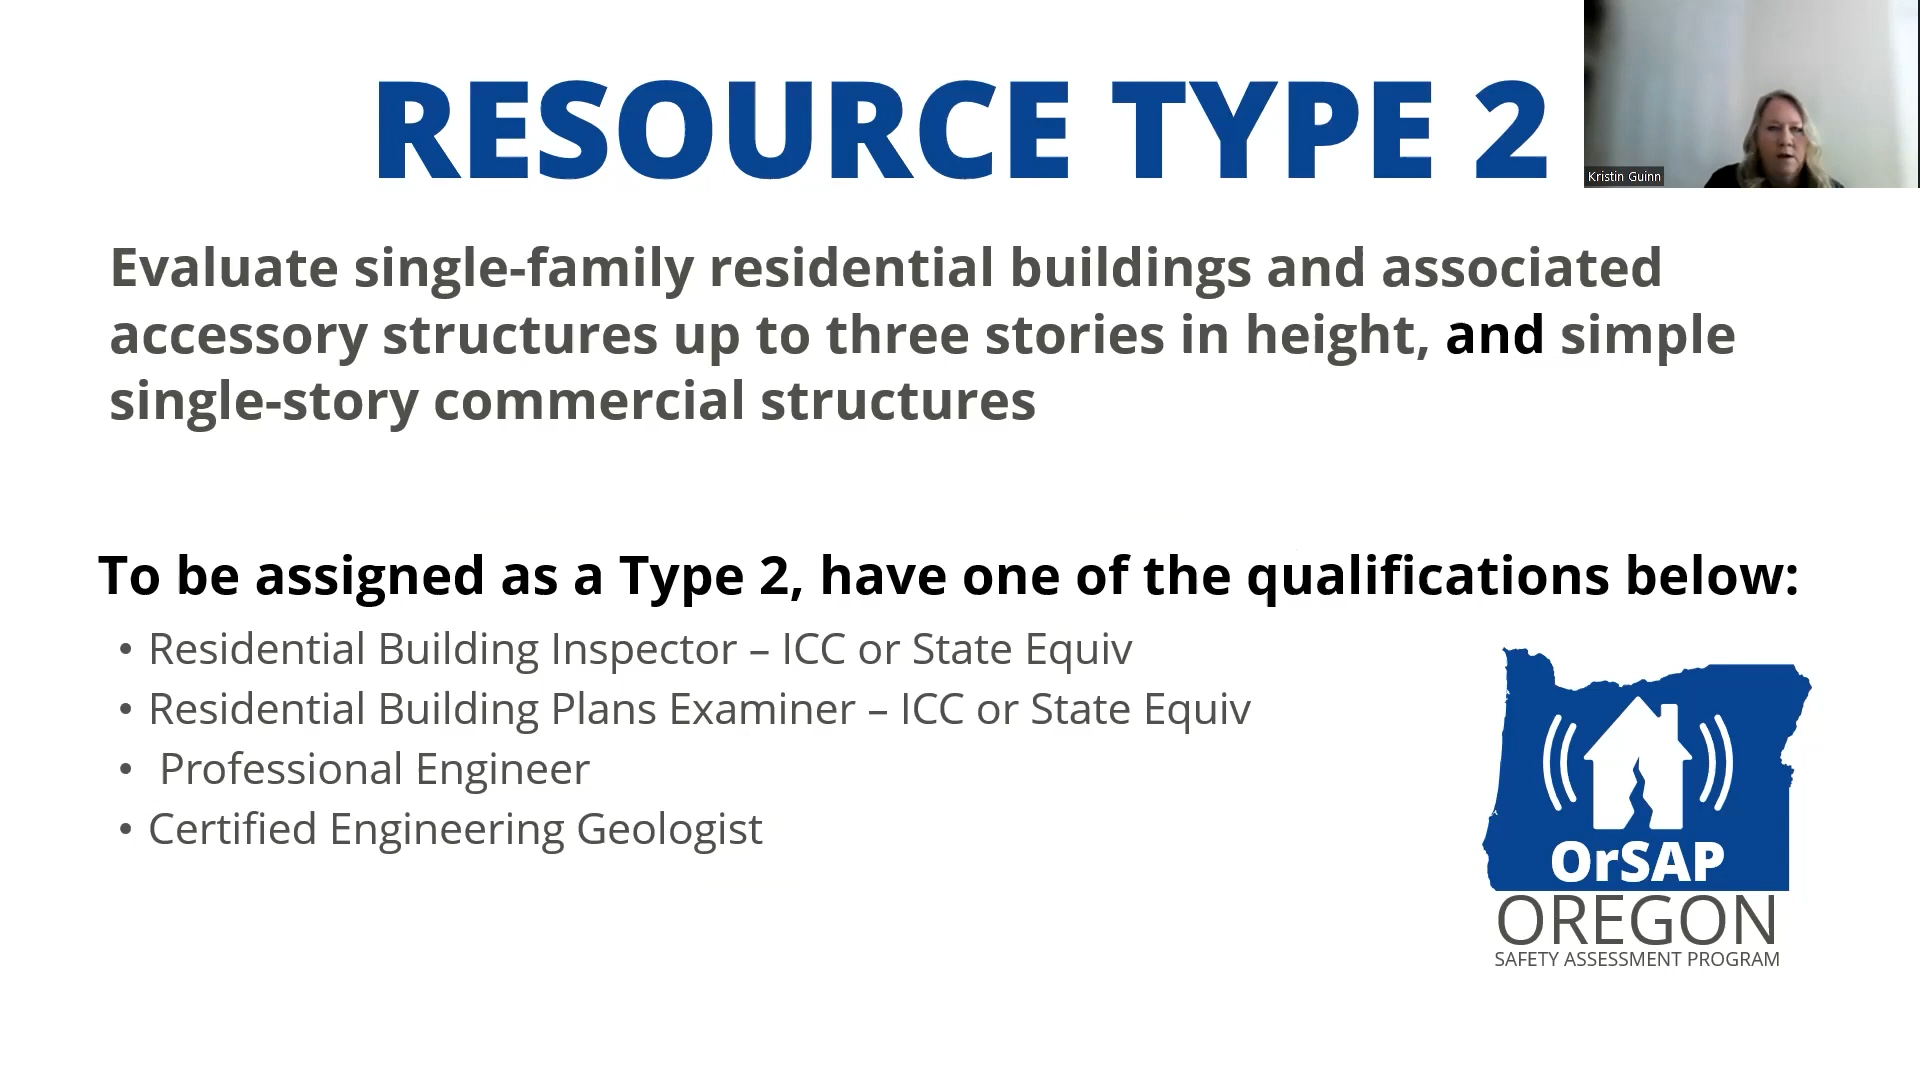 RESOURCE TYPE 2
Kristin Guinn
Evaluate single-family residential buildings and associated
accessory structures up to three stories in height, and simple
single-story commercial structures
To be assigned as a Type 2, have one of the qualifications below:
• Residential Building Inspector – ICC or State Equiv
• Residential Building Plans Examiner – ICC or State Equiv
• Professional Engineer
• Certified Engineering Geologist
OrSAP
OREGON
SAFETY ASSESSMENT PROGRAM